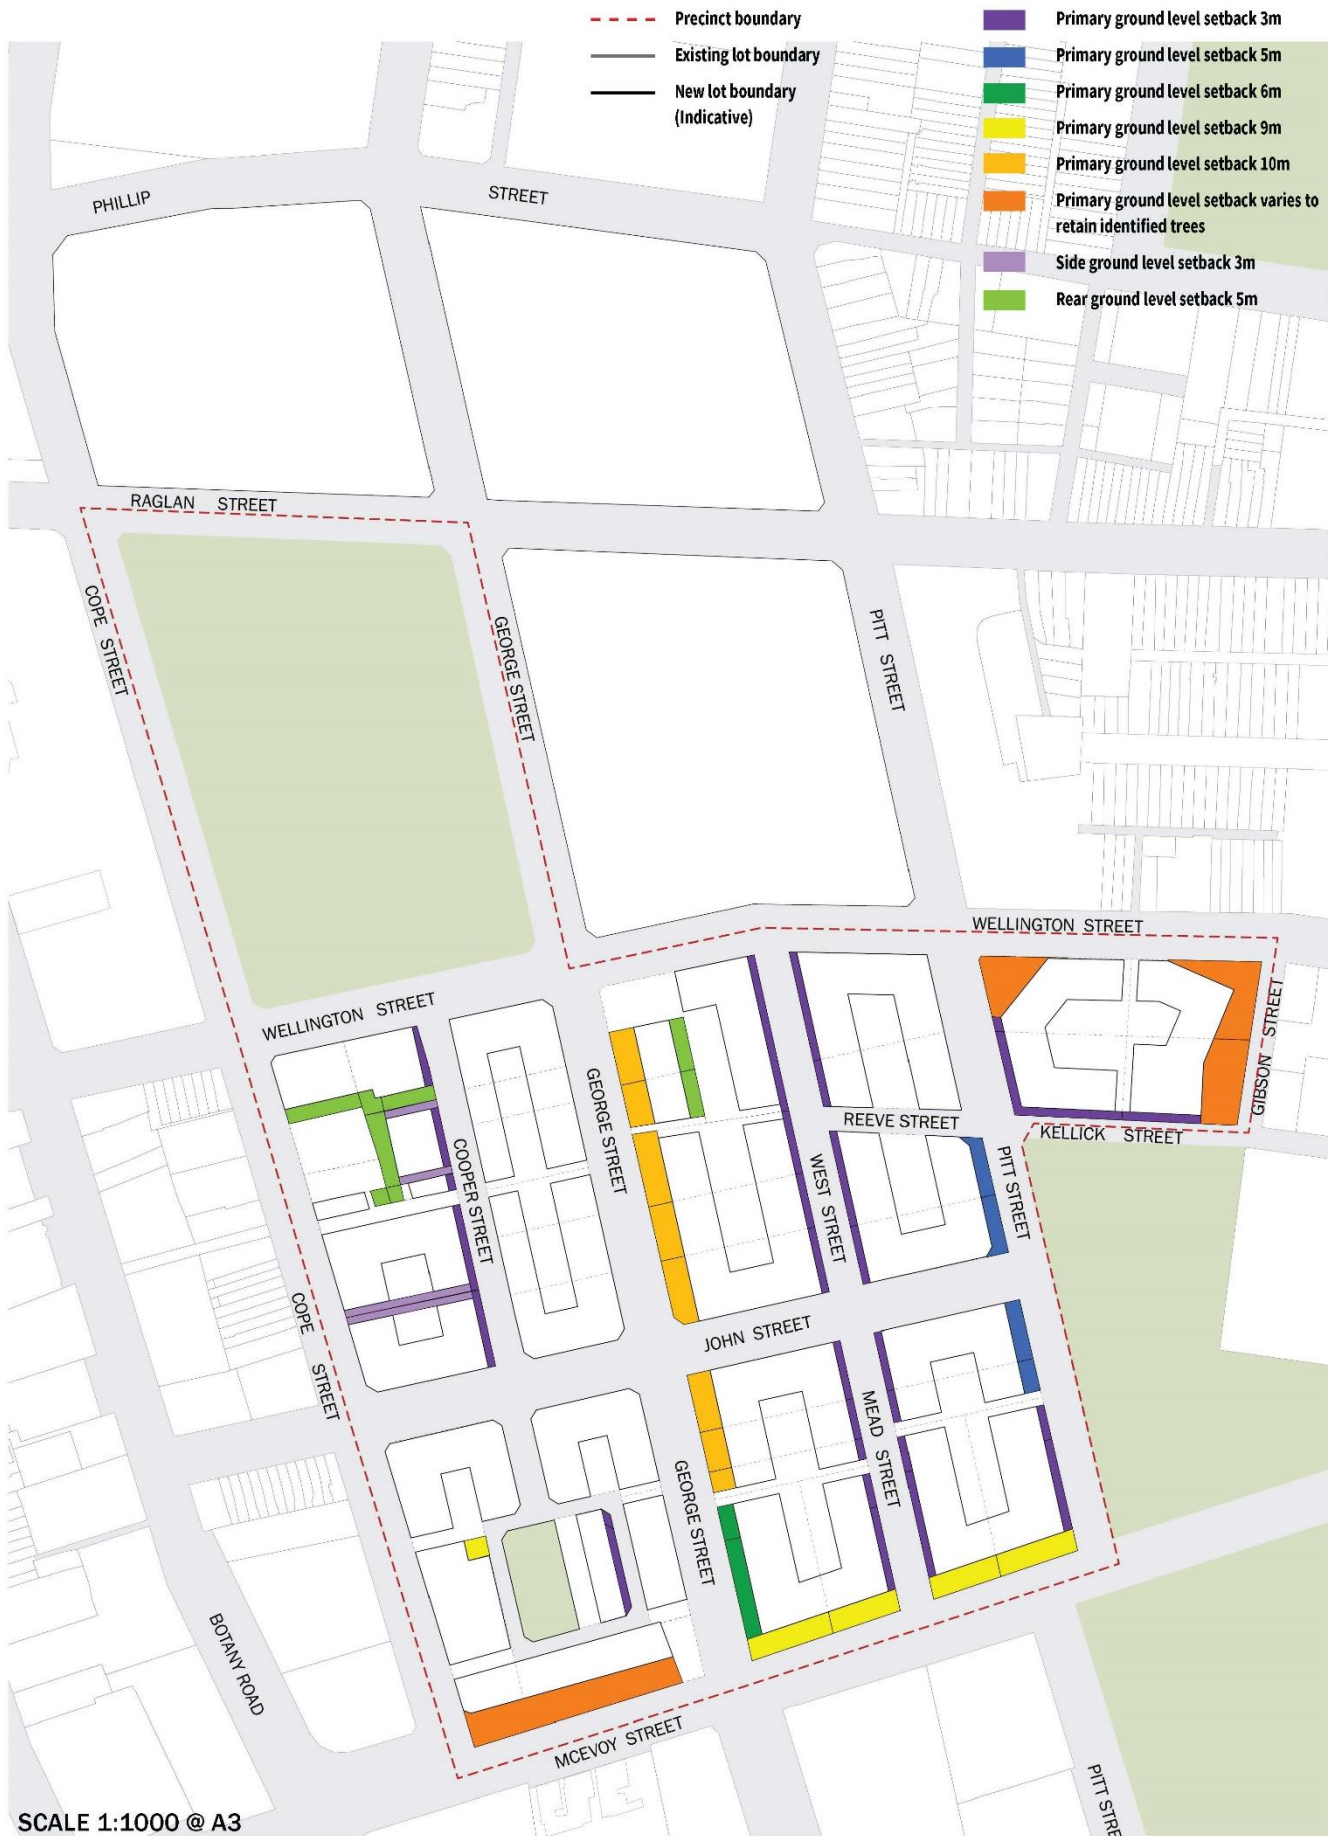 Precinct boundary
Existing lot boundary
New lot boundary
(Indicative)
Primary ground level setback 3m
Primary ground level setback 5m
Primary ground level setback 6m
Primary ground level setback 9m
Primary ground level setback 10m
Primary ground level setback varies to
retain identified trees
Side ground level setback 3m
Rear ground level setback 5m
PHILLIP STREET
RAGLAN STREET
COPE STREET
GEORGE STREET
PITT STREET
WELLINGTON STREET
WELLINGTON STREET
GIBSON STREET
GEORGE STREET
REEVE STREET
KELLICK STREET
COOPER STREET
WEST STREET
PITT STREET
COPE STREET
JOHN STREET
MEAD STREET
GEORGE STREET
BOTANY ROAD
MCEVOY STREET
PITT STREE
SCALE 1:1000 @ A3